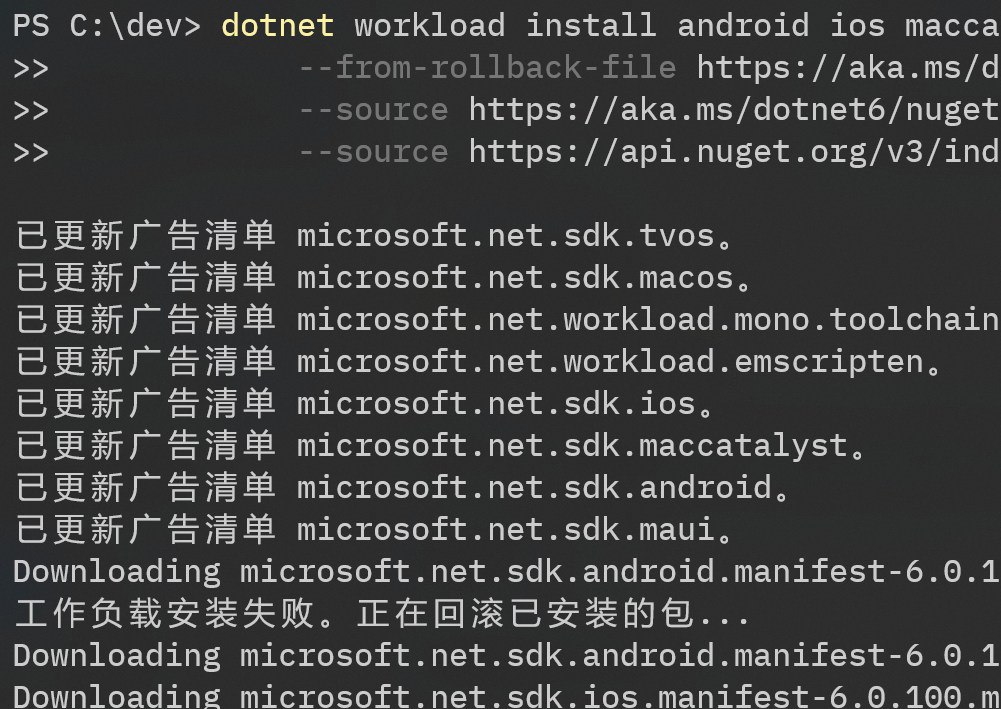 PS C:\dev> dotnet workload install android ios macca
>> --from-rollback-file https://aka.ms/d
>> --source https://aka.ms/dotnet6/nuget
>> --source https://api.nuget.org/v3/ind
已更新广告清单 microsoft.net.sdk.tvos。
已更新广告清单 microsoft.net.sdk.macos。
已更新广告清单 microsoft.net.workload.mono.toolchain
已更新广告清单 microsoft.net.workload.emscripten。
已更新广告清单 microsoft.net.sdk.ios。
已更新广告清单 microsoft.net.sdk.maccatalyst。
已更新广告清单 microsoft.net.sdk.android。
已更新广告清单 microsoft.net.sdk.maui。
Downloading microsoft.net.sdk.android.manifest-6.0.1
工作负载安装失败。正在回滚已安装的包...
Downloading microsoft.net.sdk.android.manifest-6.0.1
Downloading microsoft.net.sdk.ios.manifest-6.0.100.m